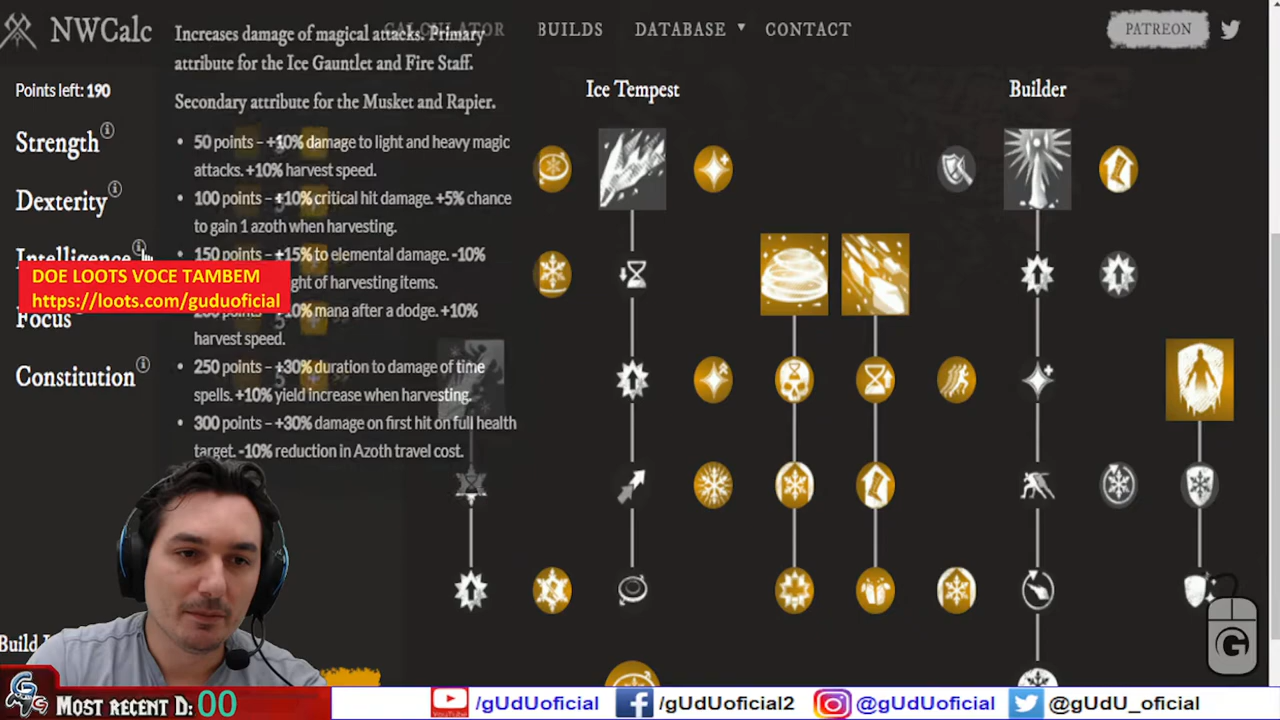 NWCalc
CALCULATOR
BUILDS
DATABASE
CONTACT
PATREON
Increases damage of magical attacks. Primary
attribute for the Ice Gauntlet and Fire Staff.
Secondary attribute for the Musket and Rapier.
Points left: 190
Strength
Dexterity
Intelligence
Focus
Constitution
50 points – +10% damage to light and heavy magic
attacks. +10% harvest speed.
100 points – +10% critical hit damage. +5% chance
to gain 1 azoth when harvesting.
150 points – +15% to elemental damage. -10%
ght of harvesting items.
points – +10% mana after a dodge. +10%
harvest speed.
250 points – +30% duration to damage of time
spells. +10% yield increase when harvesting.
300 points – +30% damage on first hit on full health
target. -10% reduction in Azoth travel cost.
Ice Tempest
Builder
DOE LOOTS VOCE TAMBEM
https://loots.com/guduoficial
Build
G
Most recent D: 00
/gUdUoficial
/gUdUoficial2
@gUdUoficial
@gUdU_oficial